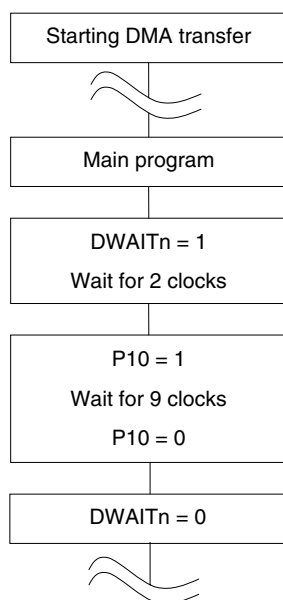 Starting DMA transfer
Main program
DWAITn = 1
Wait for 2 clocks
P10 = 1
Wait for 9 clocks
P10 = 0
DWAITn = 0